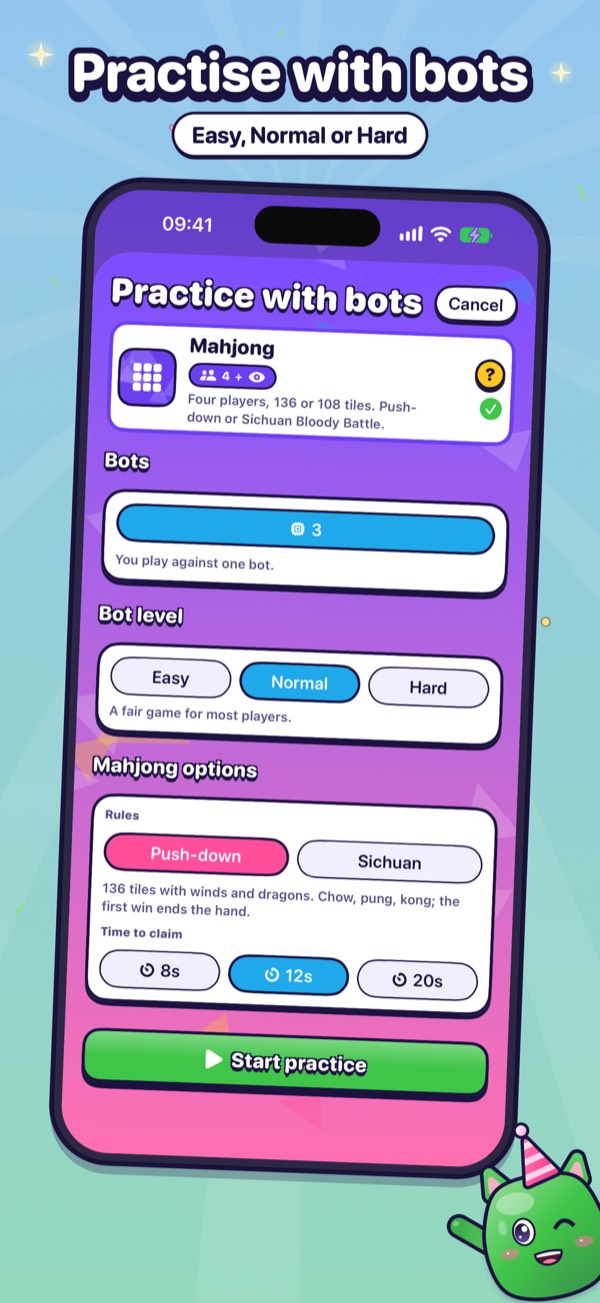 Practise with bots
Easy, Normal or Hard
09:41
Practice with bots
Cancel
Mahjong
4 +
?
Four players, 136 or 108 tiles. Push-
down or Sichuan Bloody Battle.
Bots
3
You play against one bot.
Bot level
Easy
Normal
Hard
A fair game for most players.
Mahjong options
Rules
Push-down
Sichuan
136 tiles with winds and dragons. Chow, pung, kong; the
first win ends the hand.
Time to claim
8s
12s
20s
Start practice